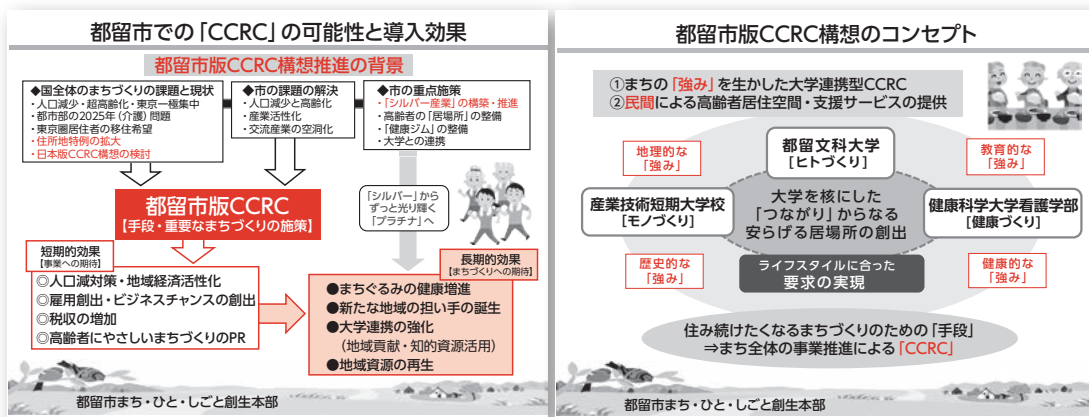 都留市での「CCRC」の可能性と導入効果
都留市版CCRC構想推進の背景
◆国全体のまちづくりの課題と現状
・人口減少・超高齢化・東京一極集中
・都市部の2025年（介護）問題
・東京圏居住者の移住希望
・住所地特例の拡大
・日本版CCRC構想の検討
◆市の課題の解決
・人口減少と高齢化
・産業活性化
・交流産業の空洞化
◆市の重点施策
・「シルバー産業」の構築・推進
・高齢者の「居場所」の整備
・「健康ジム」の整備
・大学との連携
都留市版CCRC
【手段・重要なまちづくりの施策】
「シルバー」から
ずっと光り輝く
「プラチナ」へ
短期的効果
【事業への期待】
◎人口減対策・地域経済活性化
◎雇用創出・ビジネスチャンスの創出
◎税収の増加
◎高齢者にやさしいまちづくりのPR
長期的効果
【まちづくりへの期待】
●まちぐるみの健康増進
●新たな地域の担い手の誕生
●大学連携の強化
（地域貢献・知的資源活用）
●地域資源の再生
都留市まち・ひと・しごと創生本部
都留市版CCRC構想のコンセプト
①まちの「強み」を生かした大学連携型CCRC
②民間による高齢者居住空間・支援サービスの提供
地理的な
「強み」
都留文科大学
［ヒトづくり］
教育的な
「強み」
産業技術短期大学校
［モノづくり］
大学を核にした
「つながり」からなる
安らげる居場所の創出
健康科学大学看護学部
［健康づくり］
歴史的な
「強み」
ライフスタイルに合った
要求の実現
健康的な
「強み」
住み続けたくなるまちづくりのための「手段」
⇒まち全体の事業推進による「CCRC」
都留市まち・ひと・しごと創生本部